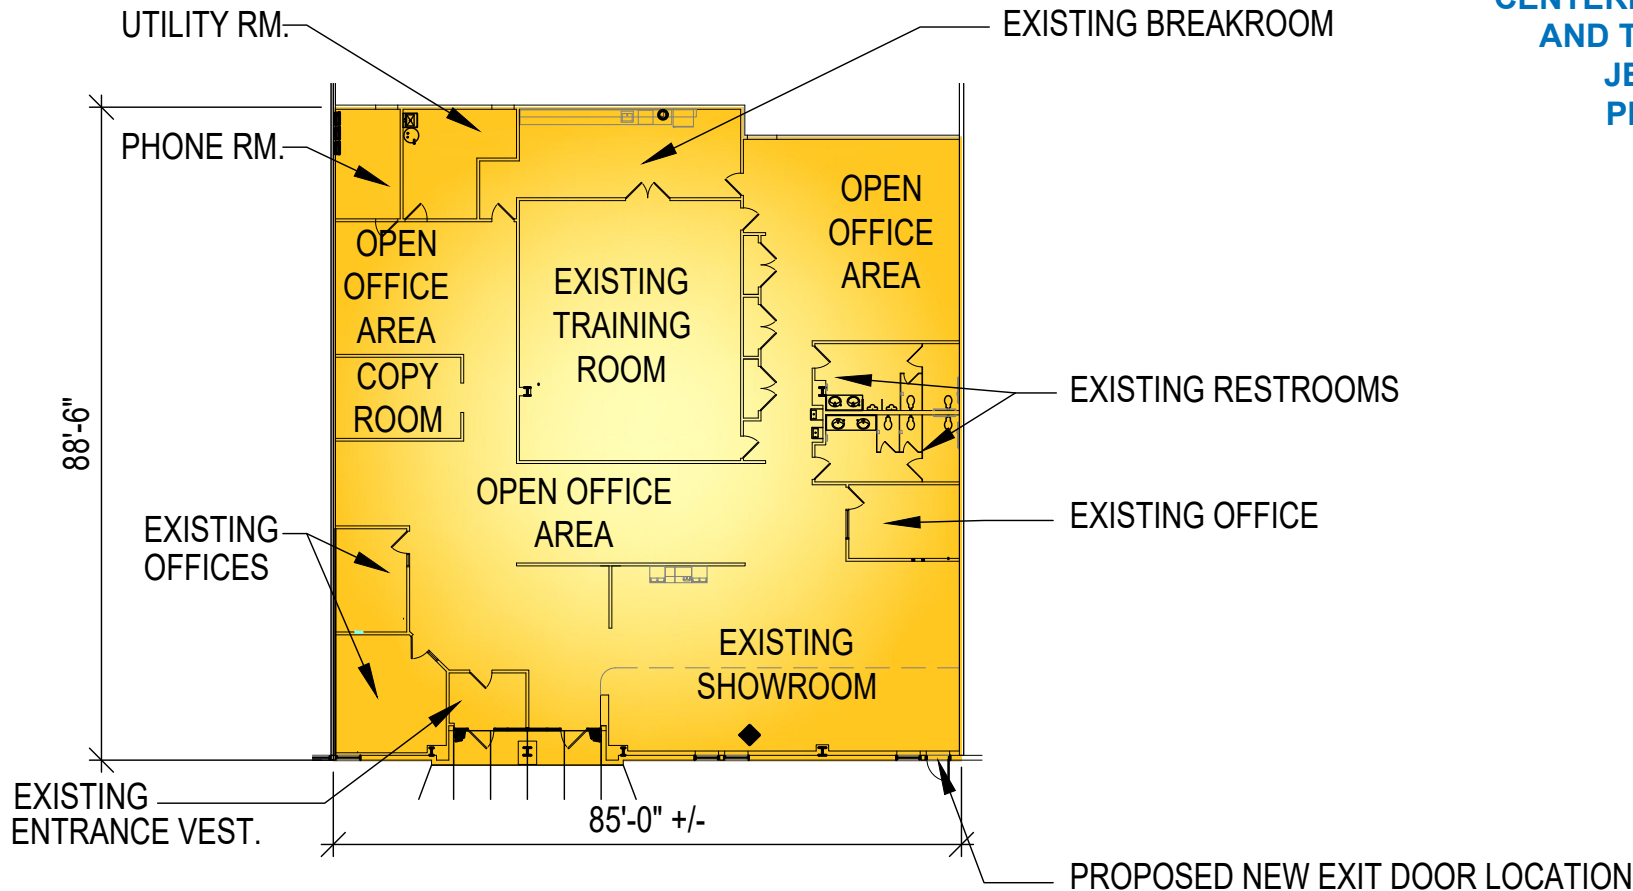 UTILITY RM.
EXISTING BREAKROOM
AND
PHONE RM.
OPEN
OFFICE
AREA
OPEN
OFFICE
AREA
EXISTING
TRAINING
ROOM
COPY
ROOM
EXISTING RESTROOMS
88'-6"
OPEN OFFICE
AREA
EXISTING OFFICE
EXISTING
OFFICES
EXISTING
SHOWROOM
EXISTING
ENTRANCE VEST.
85'-0" +/-
PROPOSED NEW EXIT DOOR LOCATION